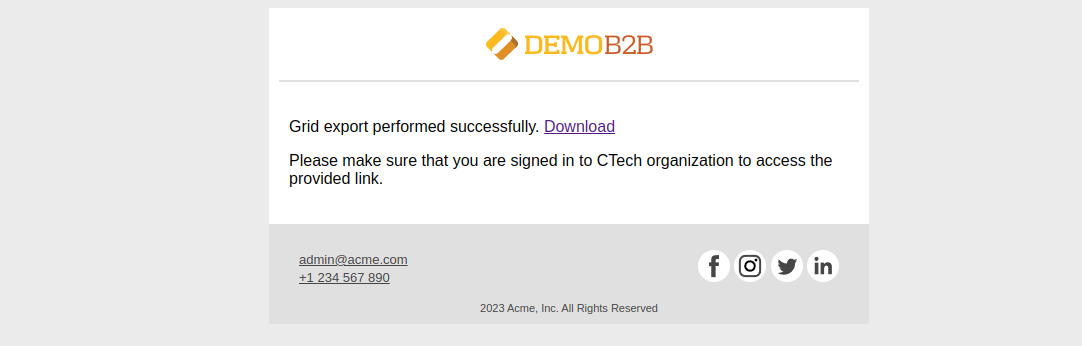 DEMOB2B
Grid export performed successfully. Download
Please make sure that you are signed in to CTech organization to access the
provided link.
admin@acme.com
+1 234 567 890
2023 Acme, Inc. All Rights Reserved